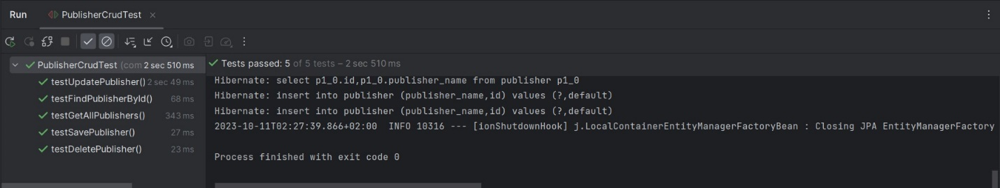 Run PublisherCrudTest ×
PublisherCrudTest (com 2 sec 510 ms
testUpdatePublisher() 2 sec 49 ms
testFindPublisherById() 68 ms
testGetAllPublishers() 343 ms
testSavePublisher() 27 ms
testDeletePublisher() 23 ms
Tests passed: 5 of 5 tests – 2 sec 510 ms
Hibernate: select p1_0.id,p1_0.publisher_name from publisher p1_0
Hibernate: insert into publisher (publisher_name,id) values (?,default)
Hibernate: insert into publisher (publisher_name,id) values (?,default)
2023-10-11T02:27:39.866+02:00  INFO 10316 --- [ionShutdownHook] j.LocalContainerEntityManagerFactoryBean : Closing JPA EntityManagerFactory
Process finished with exit code 0